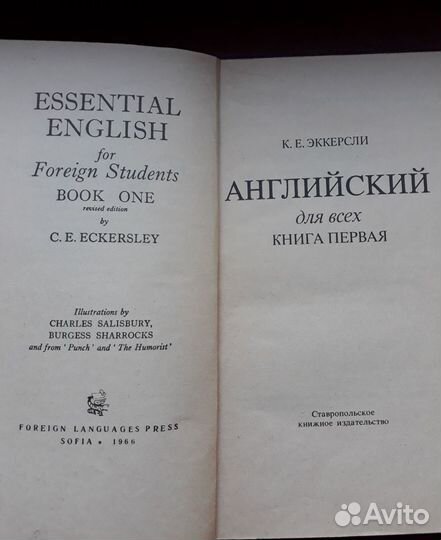 ESSENTIAL
ENGLISH
for
Foreign Students
BOOK ONE
revised edition
by
C. E. ECKERSLEY
Illustrations by
CHARLES SALISBURY,
BURGESS SHARROCKS
and from 'Punch' and 'The Humorist'
FOREIGN LANGUAGES PRESS
SOFIA • 1966
К. Е. ЭККЕРСЛИ
АНГЛИЙСКИЙ
для всех
КНИГА ПЕРВАЯ
Ставропольское
книжное издательство
Avito